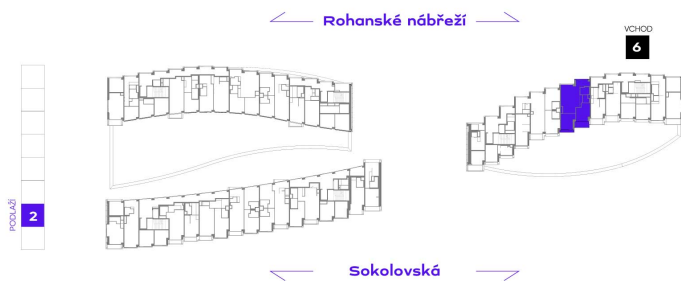 Rohanské nábřeží
VCHOD
6
PODLAŽÍ
2
Sokolovská